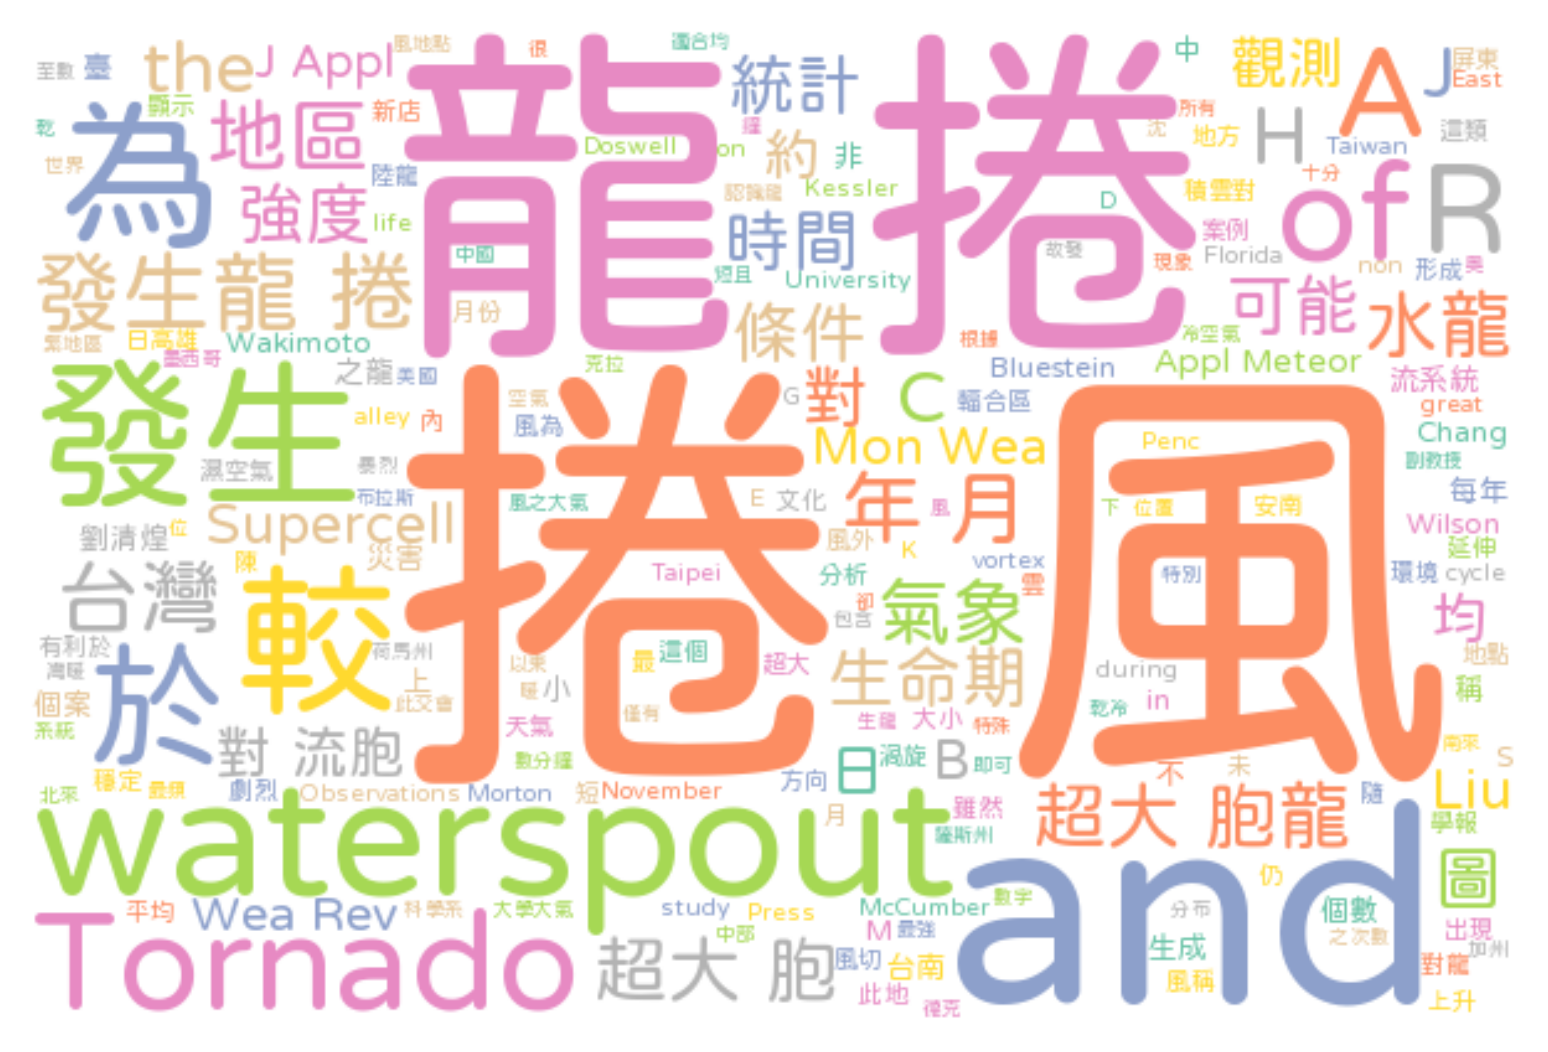 龍捲
捲風
the
J Appl
風地點
很
適合均
統計
中
觀測
A
J
屏東
East
至數
臺
顯示
為
地區
新店
乾
世界
陸龍
強度
life
Doswell
on
鐘
約
非
沈
所有
地方
H
Taiwan
這類
認識龍
Kessler
D
積雲對
十分
of
R
發生龍 捲
中國
月份
時間
短且
University
故發
案例
現象
Florida
non
形成
奧
可能
水龍
日高雄
Wakimoto
墨西哥
之龍
美國
條件
克拉
根據
冷空氣
Bluestein
Appl Meteor
發生
alley
內
空氣
風為
G
對
C
輻合區
流系統
great
Chang
Mon Wea
Penc
副教授
濕空氣
暴烈
布拉斯
風之大氣
E
文化
年 月
風
下
位置
安南
每年
Wilson
延伸
劉清煌
位
Supercell
陳
災害
風外
K
vortex
特別
環境
cycle
台灣
較
Taipei
分析
卻
包含
氣象
雲
均
有利於
於
荷馬州
上
此交會
以來
暖
小
最
這個
超大
生命期
during
in
乾冷
地點
稱
個案
系統
對 流胞
天氣
數分鐘
僅有
生龍
大小
特殊
日
渦旋
B
即可
方向
不
未
南來
S
穩定
最頻
北來
劇烈
Observations
Morton
短
November
月
雖然
薩斯州
超大 胞龍
隨
Liu
學報
waterspout
and
仍
圖
平均
Wea Rev
科學系
大學大氣
study
Press
McCumber
數字
分布
個數
出現
Tornado
超大 胞
中部
M
最強
風切
台南
此地
德克
生成
風稱
之次數
加州
對龍
上升